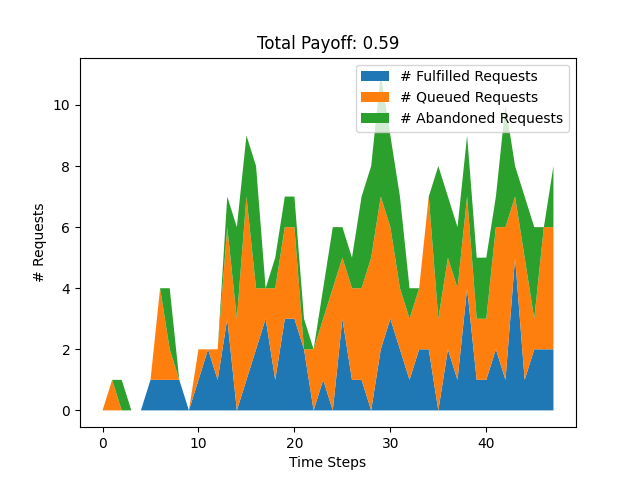 Total Payoff: 0.59
# Fulfilled Requests
# Queued Requests
# Abandoned Requests
10
8
6
4
2
0
# Requests
0 10 20 30 40
Time Steps